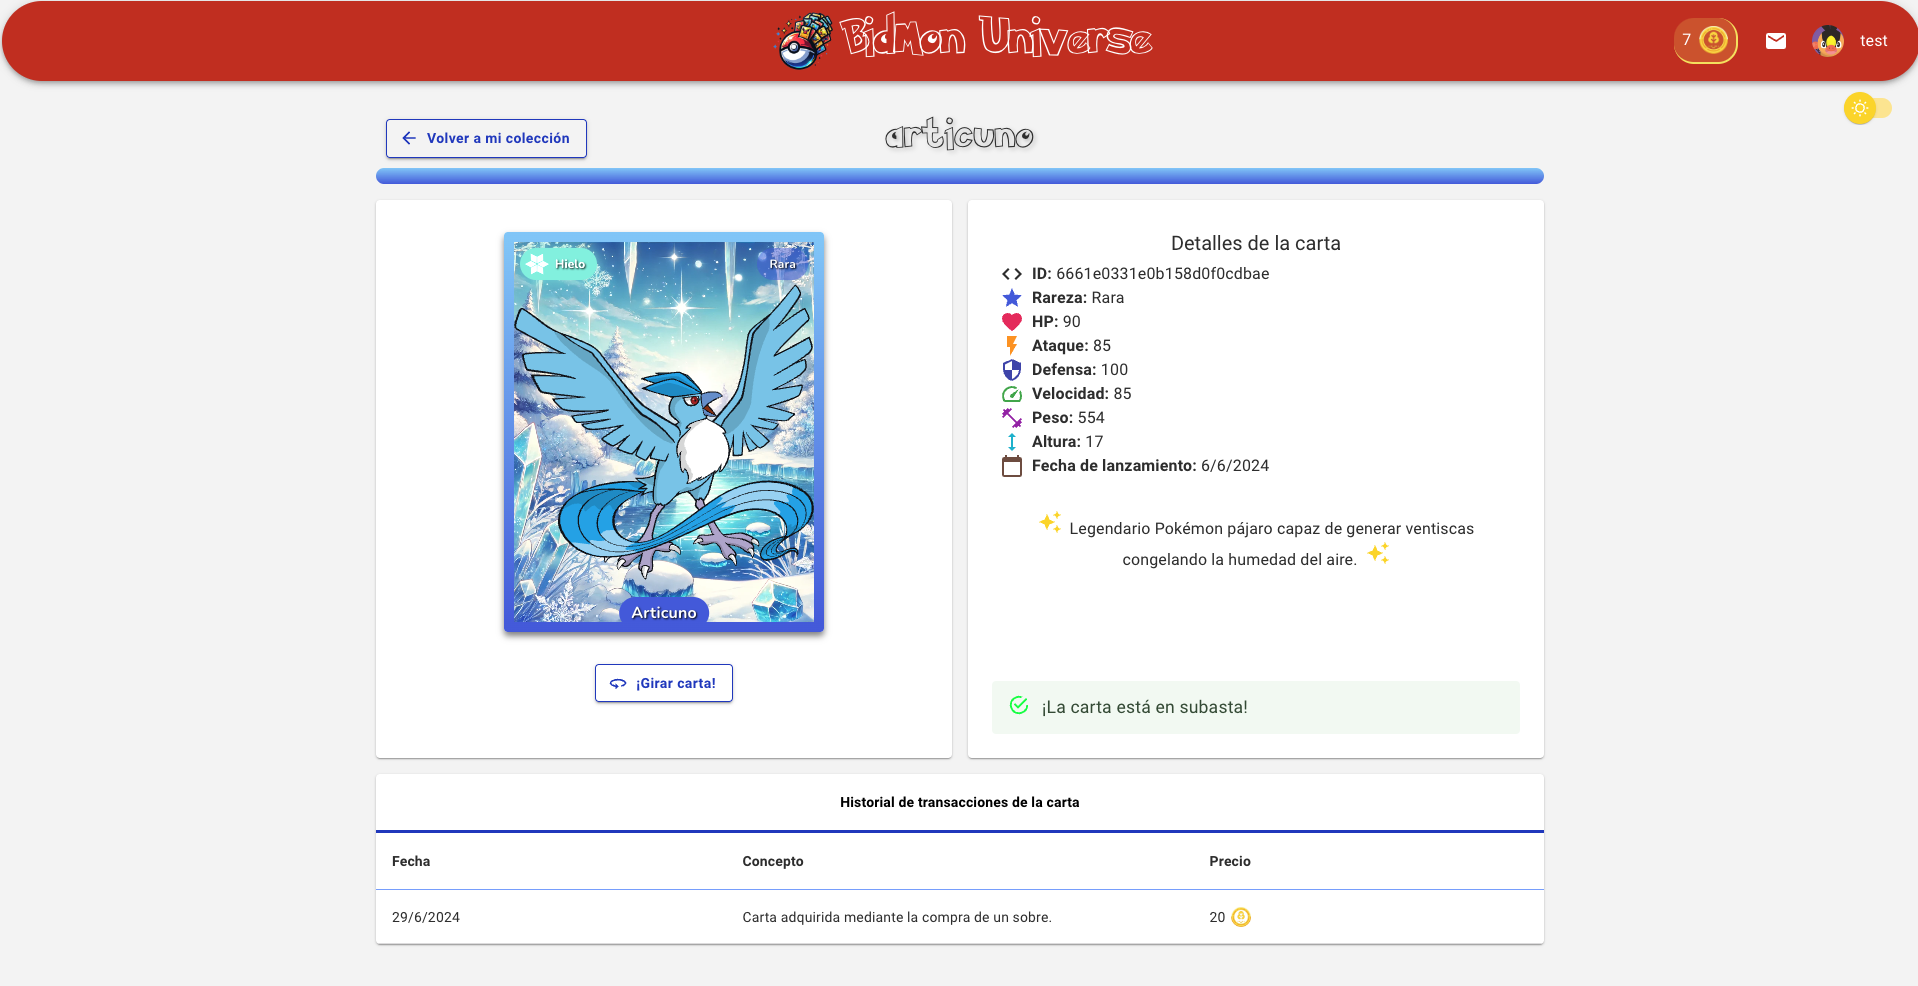 BidMon Universe
7
test
Volver a mi colección
articuno
Hielo
Rara
Articuno
¡Girar carta!
Detalles de la carta
ID: 6661e0331e0b158d0f0cdbae
Rareza: Rara
HP: 90
Ataque: 85
Defensa: 100
Velocidad: 85
Peso: 554
Altura: 17
Fecha de lanzamiento: 6/6/2024
Legendario Pokémon pájaro capaz de generar ventiscas
congelando la humedad del aire.
¡La carta está en subasta!
Historial de transacciones de la carta
Fecha Concepto Precio
29/6/2024 Carta adquirida mediante la compra de un sobre. 20